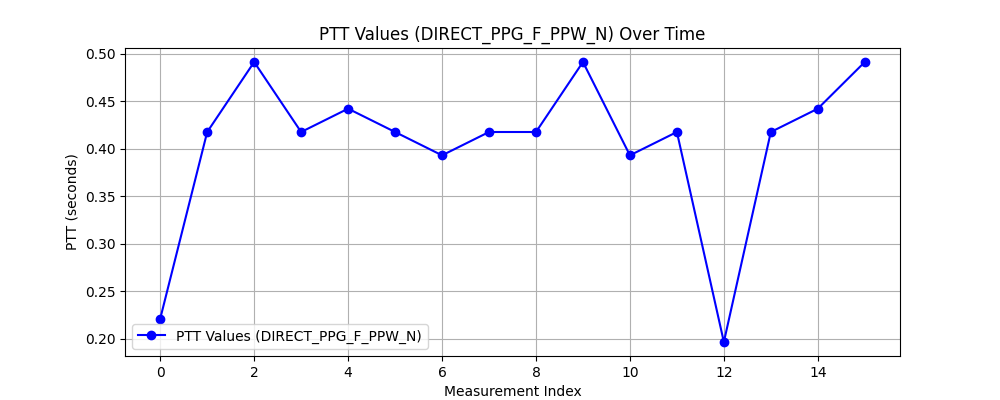 PTT Values (DIRECT_PPG_F_PPW_N) Over Time
PTT (seconds)
0.50
0.45
0.40
0.35
0.30
0.25
0.20
PTT Values (DIRECT_PPG_F_PPW_N)
0 2 4 6 8 10 12 14
Measurement Index